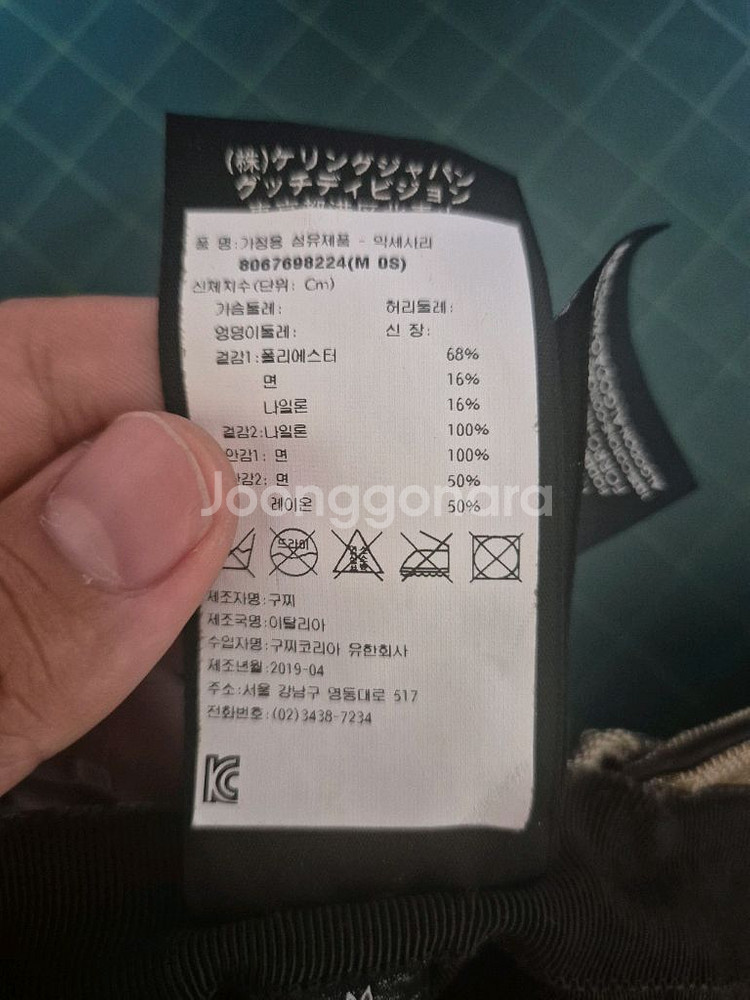 (株)ケリングジャパン
グッチディビジョン
품 명:가정용 섬유제품 - 악세사리
8067698224(M 0S)
신체치수(단위: Cm)
가슴둘레: 허리둘레:
엉덩이둘레: 신 장:
겉감1:폴리에스터 68%
면 16%
나일론 16%
겉감2:나일론 100%
안감1: 면 100%
안감2: 면 50%
레이온 50%
Joonggonara
드라이
제조자명:구찌
제조국명:이탈리아
수입자명:구찌코리아 유한회사
제조년월:2019-04
주소:서울 강남구 영동대로 517
전화번호:(02)3438-7234